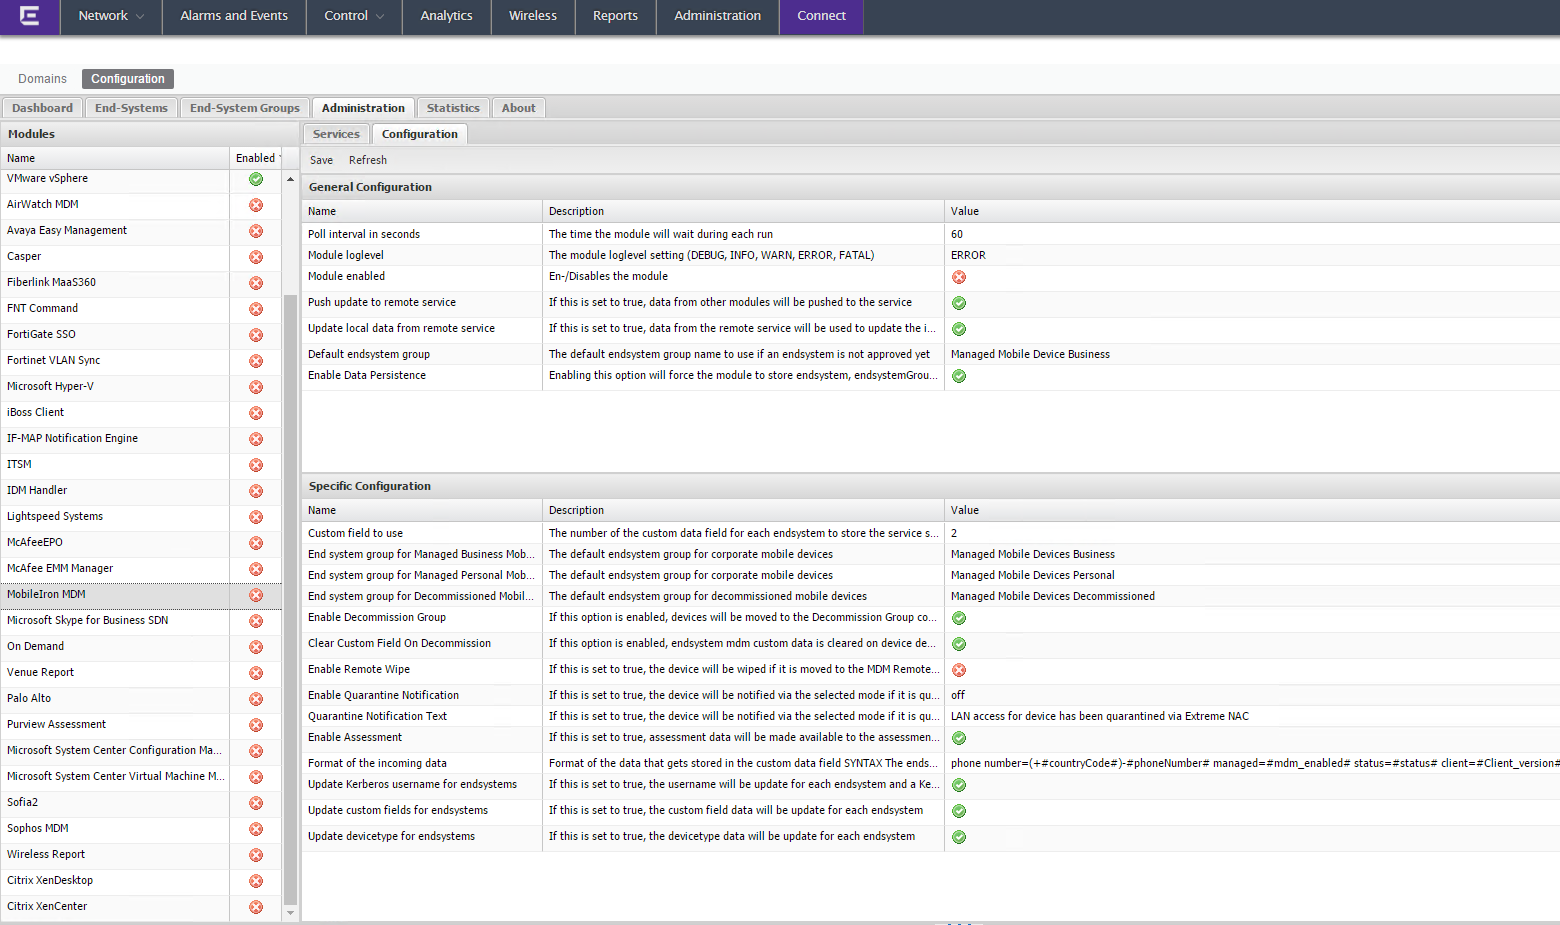 Network
Alarms and Events
Control
Analytics
Wireless
Reports
Administration
Connect
Domains
Configuration
Dashboard
End-Systems
End-System Groups
Administration
Statistics
About
Modules
Name
Enabled
VMware vSphere
AirWatch MDM
Avaya Easy Management
Casper
Fiberlink MaaS360
FNT Command
FortiGate SSO
Fortinet VLAN Sync
Microsoft Hyper-V
iBoss Client
IF-MAP Notification Engine
ITSM
IDM Handler
Lightspeed Systems
McAfeeEPO
McAfee EMM Manager
MobileIron MDM
Microsoft Skype for Business SDN
On Demand
Venue Report
Palo Alto
Purview Assessment
Microsoft System Center Configuration Ma...
Microsoft System Center Virtual Machine M...
Sofia2
Sophos MDM
Wireless Report
Citrix XenDesktop
Citrix XenCenter
Services
Configuration
Save
Refresh
General Configuration
Name Description Value
Poll interval in seconds The time the module will wait during each run 60
Module loglevel The module loglevel setting (DEBUG, INFO, WARN, ERROR, FATAL) ERROR
Module enabled En-/Disables the module
Push update to remote service If this is set to true, data from other modules will be pushed to the service
Update local data from remote service If this is set to true, data from the remote service will be used to update the i...
Default endsystem group The default endsystem group name to use if an endsystem is not approved yet Managed Mobile Device Business
Enable Data Persistence Enabling this option will force the module to store endsystem, endsystemGrou...
Specific Configuration
Name Description Value
Custom field to use The number of the custom data field for each endsystem to store the service s... 2
End system group for Managed Business Mob... The default endsystem group for corporate mobile devices Managed Mobile Devices Business
End system group for Managed Personal Mob... The default endsystem group for corporate mobile devices Managed Mobile Devices Personal
End system group for Decommissioned Mobil... The default endsystem group for decommissioned mobile devices Managed Mobile Devices Decommissioned
Enable Decommission Group If this option is enabled, devices will be moved to the Decommission Group co...
Clear Custom Field On Decommission If this option is enabled, endsystem mdm custom data is cleared on device de...
Enable Remote Wipe If this is set to true, the device will be wiped if it is moved to the MDM Remote...
Enable Quarantine Notification If this is set to true, the device will be notified via the selected mode if it is qu... off
Quarantine Notification Text If this is set to true, the device will be notified via the selected mode if it is qu... LAN access for device has been quarantined via Extreme NAC
Enable Assessment If this is set to true, assessment data will be made available to the assessmen...
Format of the incoming data Format of the data that gets stored in the custom data field SYNTAX The ends... phone number=(+#countryCode#)-#phoneNumber# managed=#mdm_enabled# status=#status# client=#Client_version#
Update Kerberos username for endsystems If this is set to true, the username will be update for each endsystem and a Ke...
Update custom fields for endsystems If this is set to true, the custom field data will be update for each endsystem
Update devicetype for endsystems If this is set to true, the devicetype data will be update for each endsystem